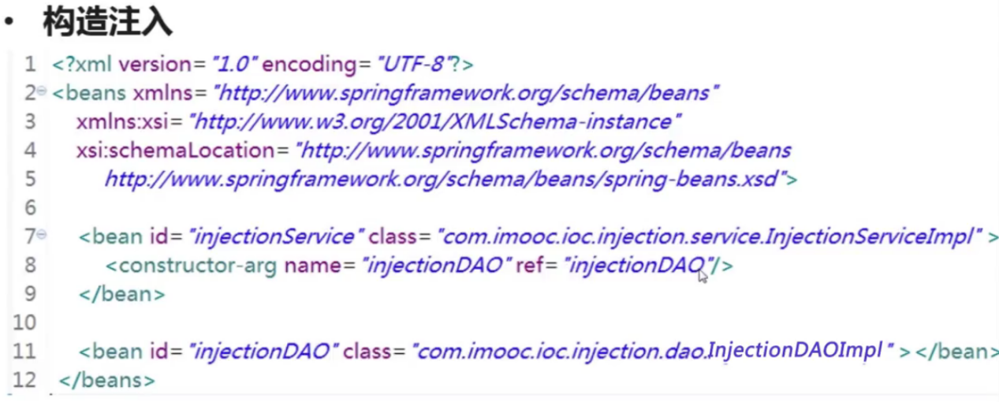 • 构造注入
1 <?xml version="1.0" encoding="UTF-8"?>
2 <beans xmlns="http://www.springframework.org/schema/beans"
3 xmlns:xsi="http://www.w3.org/2001/XMLSchema-instance"
4 xsi:schemaLocation="http://www.springframework.org/schema/beans
5 http://www.springframework.org/schema/beans/spring-beans.xsd">
6
7 <bean id="injectionService" class="com.imooc.ioc.injection.service.InjectionServiceImpl" >
8 <constructor-arg name="injectionDAO" ref="injectionDAO"/>
9 </bean>
10
11 <bean id="injectionDAO" class="com.imooc.ioc.injection.dao.InjectionDAOImpl" ></bean>
12 </beans>